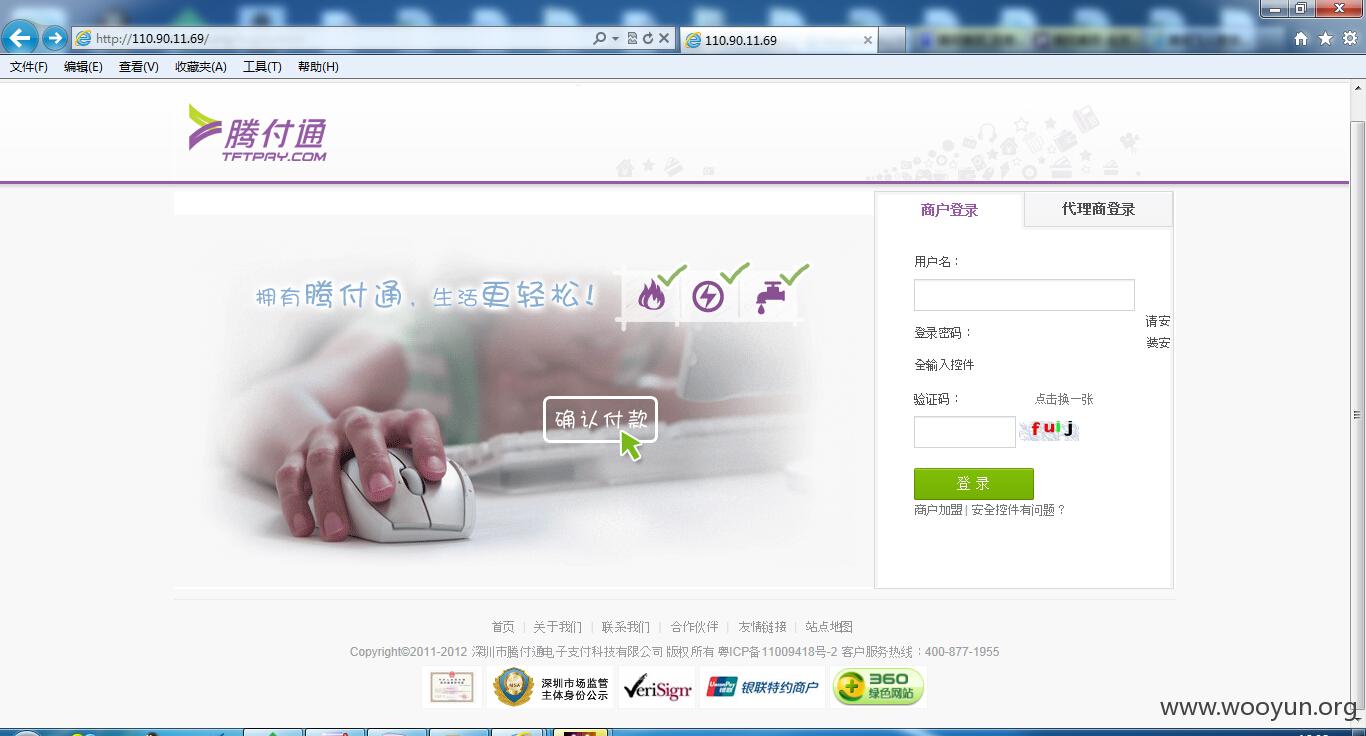 http://110.90.11.69/
110.90.11.69
文件(F) 编辑(E) 查看(V) 收藏夹(A) 工具(T) 帮助(H)
腾付通
TFTPAY.COM
商户登录 代理商登录
用户名：
拥有腾付通，生活更轻松！
请安
登录密码：
装安
全输入控件
验证码： 点击换一张
确认付款
fuij
登 录
商户加盟 | 安全控件有问题？
首页 | 关于我们 | 联系我们 | 合作伙伴 | 友情链接 | 站点地图
Copyright©2011-2012 深圳市腾付通电子支付科技有限公司 版权所有 粤ICP备11009418号-2 客户服务热线：400-877-1955
深圳市场监管
主体身份公示
VeriSign
UnionPay
银联
银联特约商户
360
绿色网站
www.wooyun.org